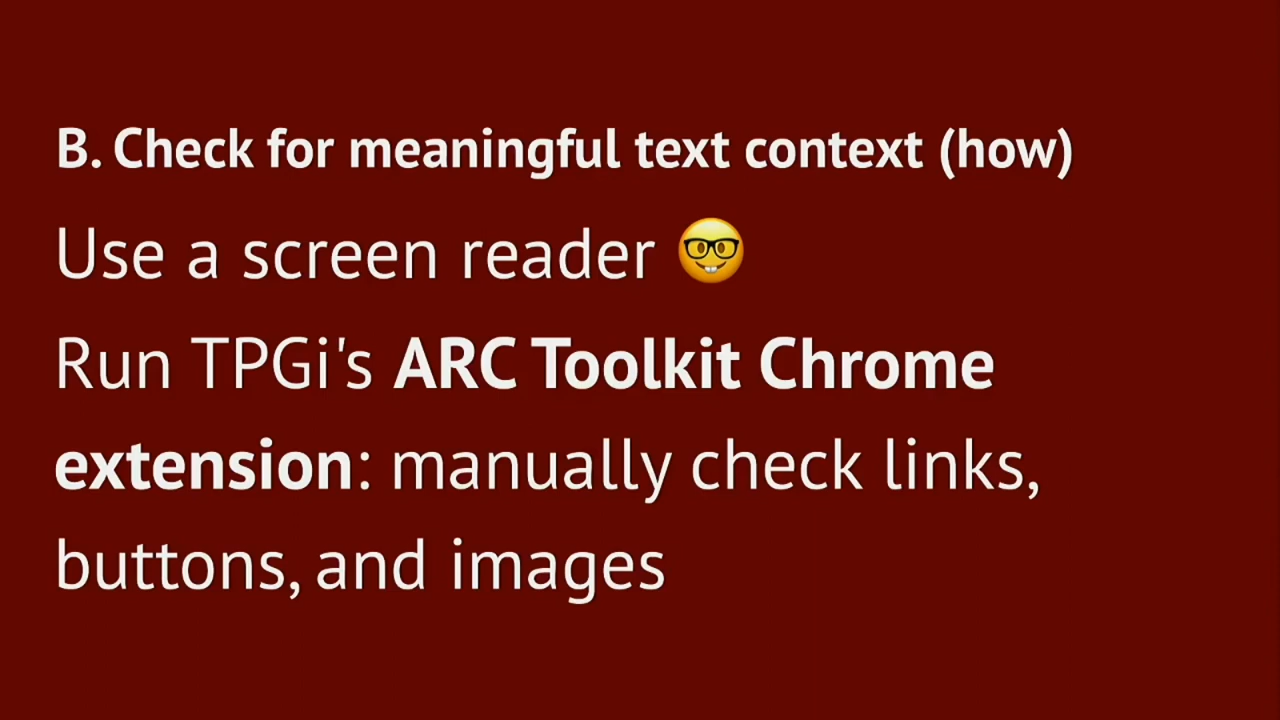 B. Check for meaningful text context (how)
Use a screen reader 🤓
Run TPGi's ARC Toolkit Chrome
extension: manually check links,
buttons, and images